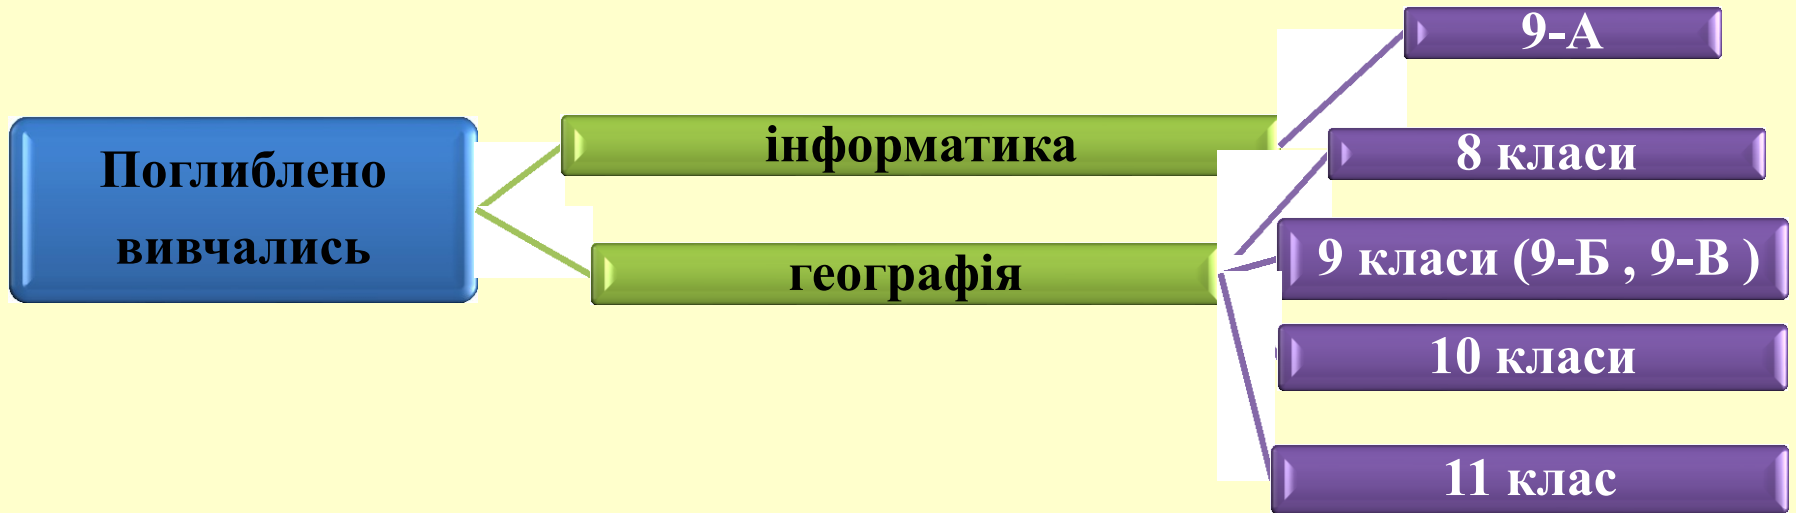 Поглиблено
вивчались
інформатика
географія
9-А
8 класи
9 класи (9-Б , 9-В )
10 класи
11 клас